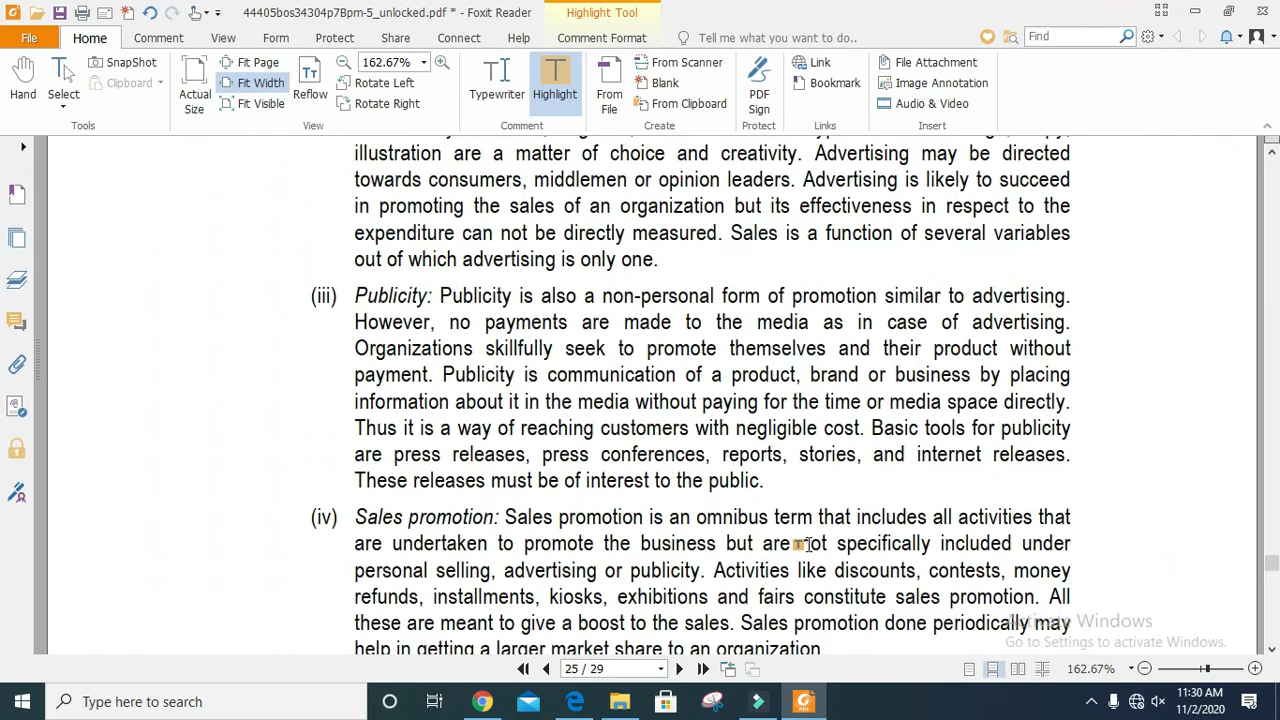 44405bos34304p7Bpm-5_unlocked.pdf * - Foxit Reader
Highlight Tool
File Home Comment View Form Protect Share Connect Help Comment Format Tell me what you want to do.. Find
Hand
Select
SnapShot
Clipboard
Tools
Actual Size
Fit Page
Fit Width
Fit Visible
Reflow
162.67%
Rotate Left
Rotate Right
View
Typewriter
Highlight
Comment
From File
From Scanner
Blank
From Clipboard
Create
PDF Sign
Protect
Link
Bookmark
Links
File Attachment
Image Annotation
Audio & Video
Insert
illustration are a matter of choice and creativity. Advertising may be directed
towards consumers, middlemen or opinion leaders. Advertising is likely to succeed
in promoting the sales of an organization but its effectiveness in respect to the
expenditure can not be directly measured. Sales is a function of several variables
out of which advertising is only one.
(iii) Publicity: Publicity is also a non-personal form of promotion similar to advertising.
However, no payments are made to the media as in case of advertising.
Organizations skillfully seek to promote themselves and their product without
payment. Publicity is communication of a product, brand or business by placing
information about it in the media without paying for the time or media space directly.
Thus it is a way of reaching customers with negligible cost. Basic tools for publicity
are press releases, press conferences, reports, stories, and internet releases.
These releases must be of interest to the public.
(iv) Sales promotion: Sales promotion is an omnibus term that includes all activities that
are undertaken to promote the business but are not specifically included under
personal selling, advertising or publicity. Activities like discounts, contests, money
refunds, installments, kiosks, exhibitions and fairs constitute sales promotion. All
these are meant to give a boost to the sales. Sales promotion done periodically may
help in getting a larger market share to an organization
Activate Windows
Go to Settings to activate Windows.
25 / 29
162.67%
Type here to search
11:30 AM
11/2/2020